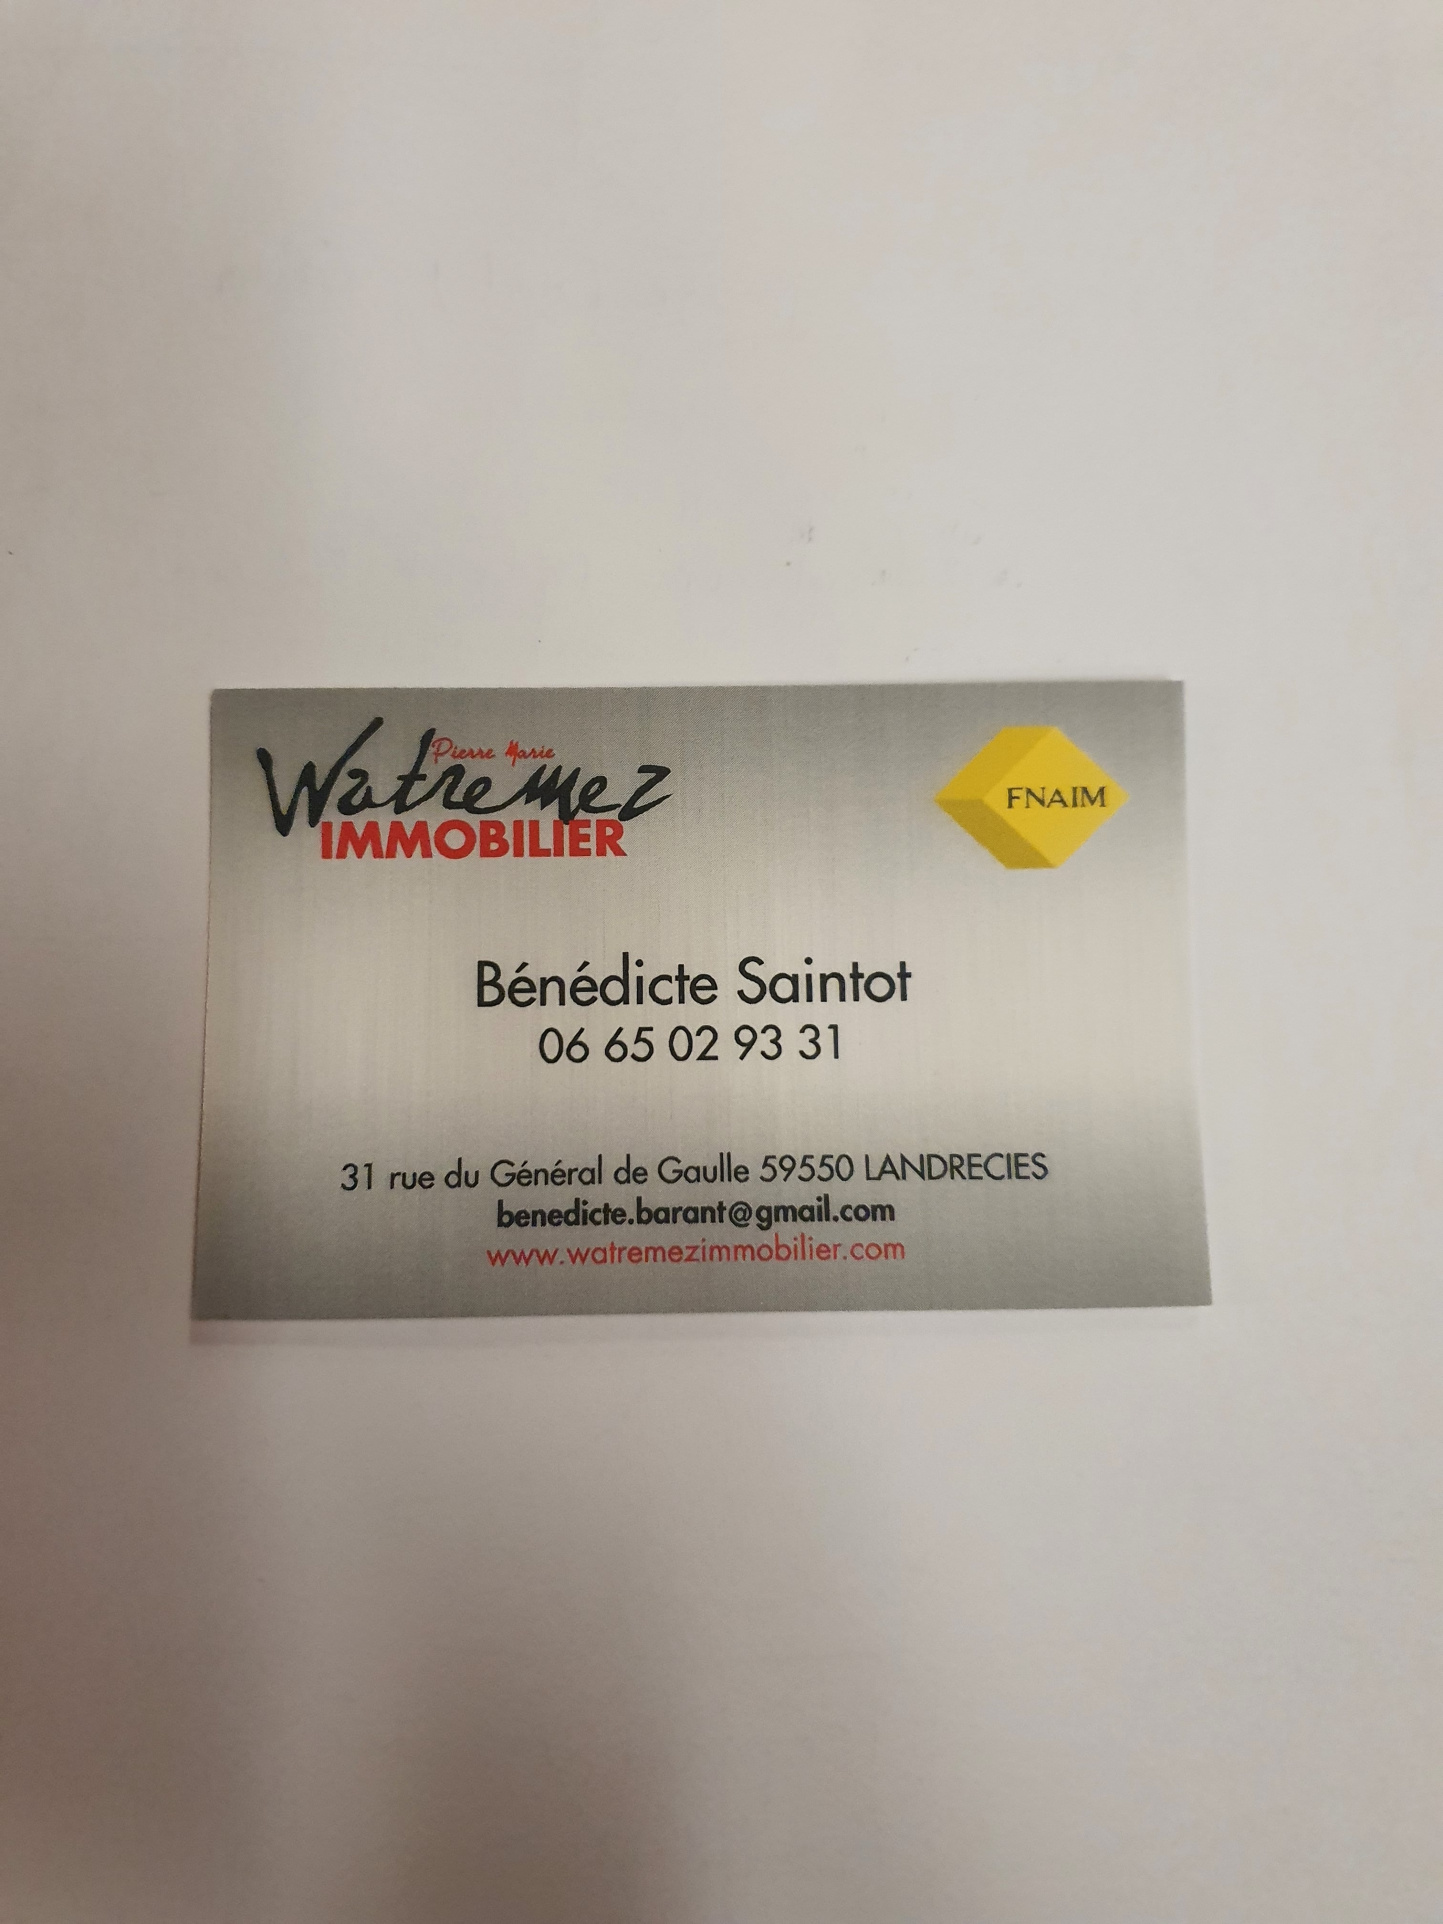 Pierre Marie
Watremez
IMMOBILIER
FNAIM
Bénédicte Saintot
06 65 02 93 31
31 rue du Général de Gaulle 59550 LANDRECIES
benedicte.barant@gmail.com
www.watremezimmobilier.com